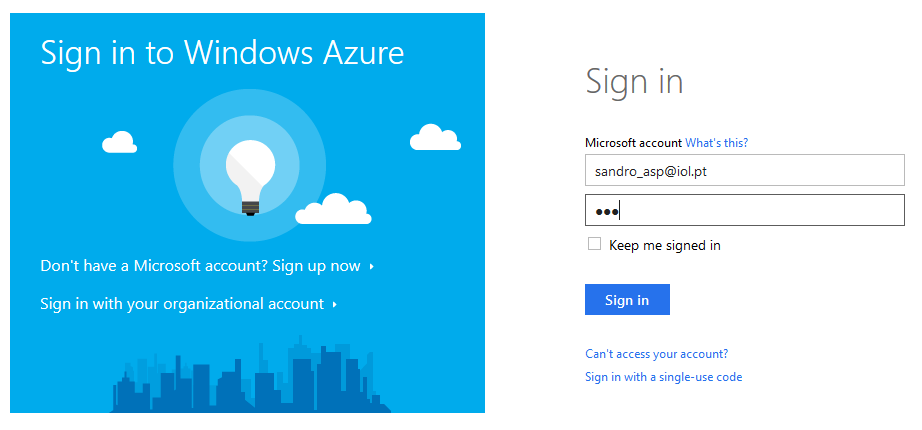 Sign in to Windows Azure
Don't have a Microsoft account? Sign up now
Sign in with your organizational account
Sign in
Microsoft account What's this?
sandro_asp@iol.pt
●●●
Keep me signed in
Sign in
Can't access your account?
Sign in with a single-use code